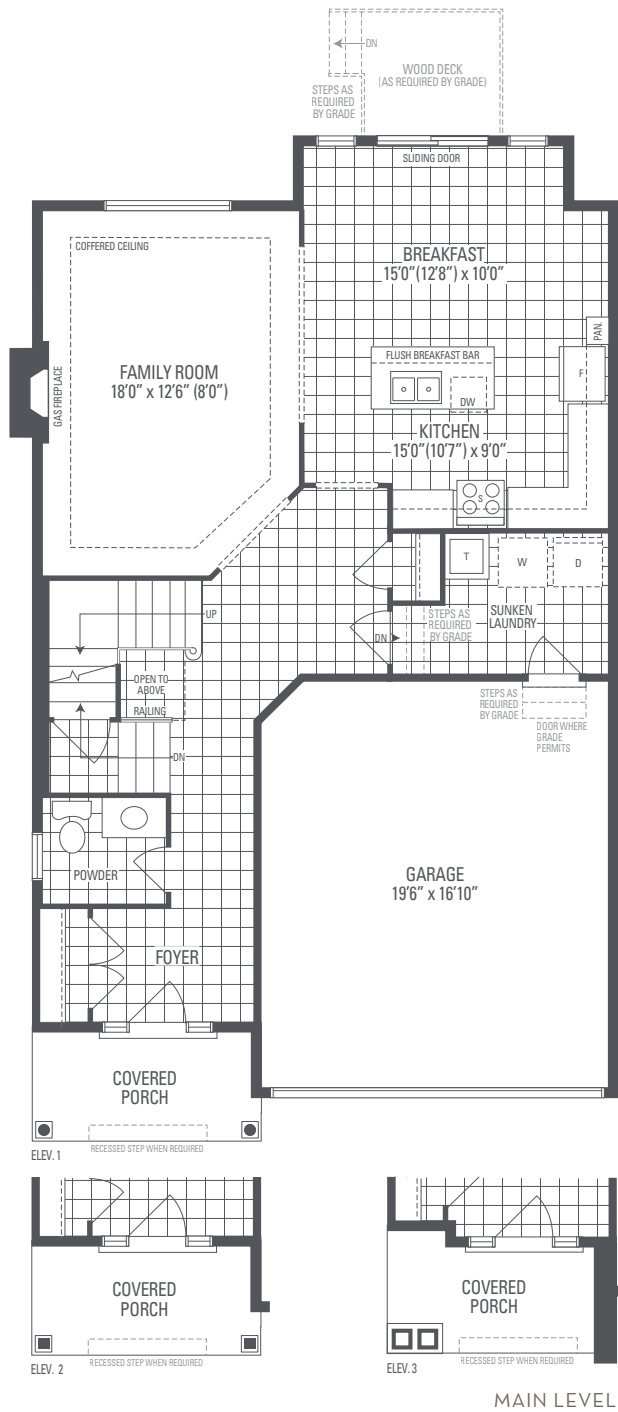 DN
WOOD DECK
(AS REQUIRED BY GRADE)
STEPS AS
REQUIRED
BY GRADE
SLIDING DOOR
COFFERED CEILING
BREAKFAST
15'0"(12'8") x 10'0"
PAN.
FLUSH BREAKFAST BAR
F
GAS FIREPLACE
FAMILY ROOM
18'0" x 12'6" (8'0")
DW
KITCHEN
15'0"(10'7") x 9'0"
S
T
W
D
UP
STEPS AS
REQUIRED
BY GRADE
SUNKEN
LAUNDRY
DN
OPEN TO
ABOVE
RAILING
STEPS AS
REQUIRED
BY GRADE
DOOR WHERE
GRADE
PERMITS
DN
POWDER
GARAGE
19'6" x 16'10"
FOYER
COVERED
PORCH
ELEV. 1
RECESSED STEP WHEN REQUIRED
COVERED
PORCH
ELEV. 2
RECESSED STEP WHEN REQUIRED
COVERED
PORCH
ELEV. 3
RECESSED STEP WHEN REQUIRED
MAIN LEVEL